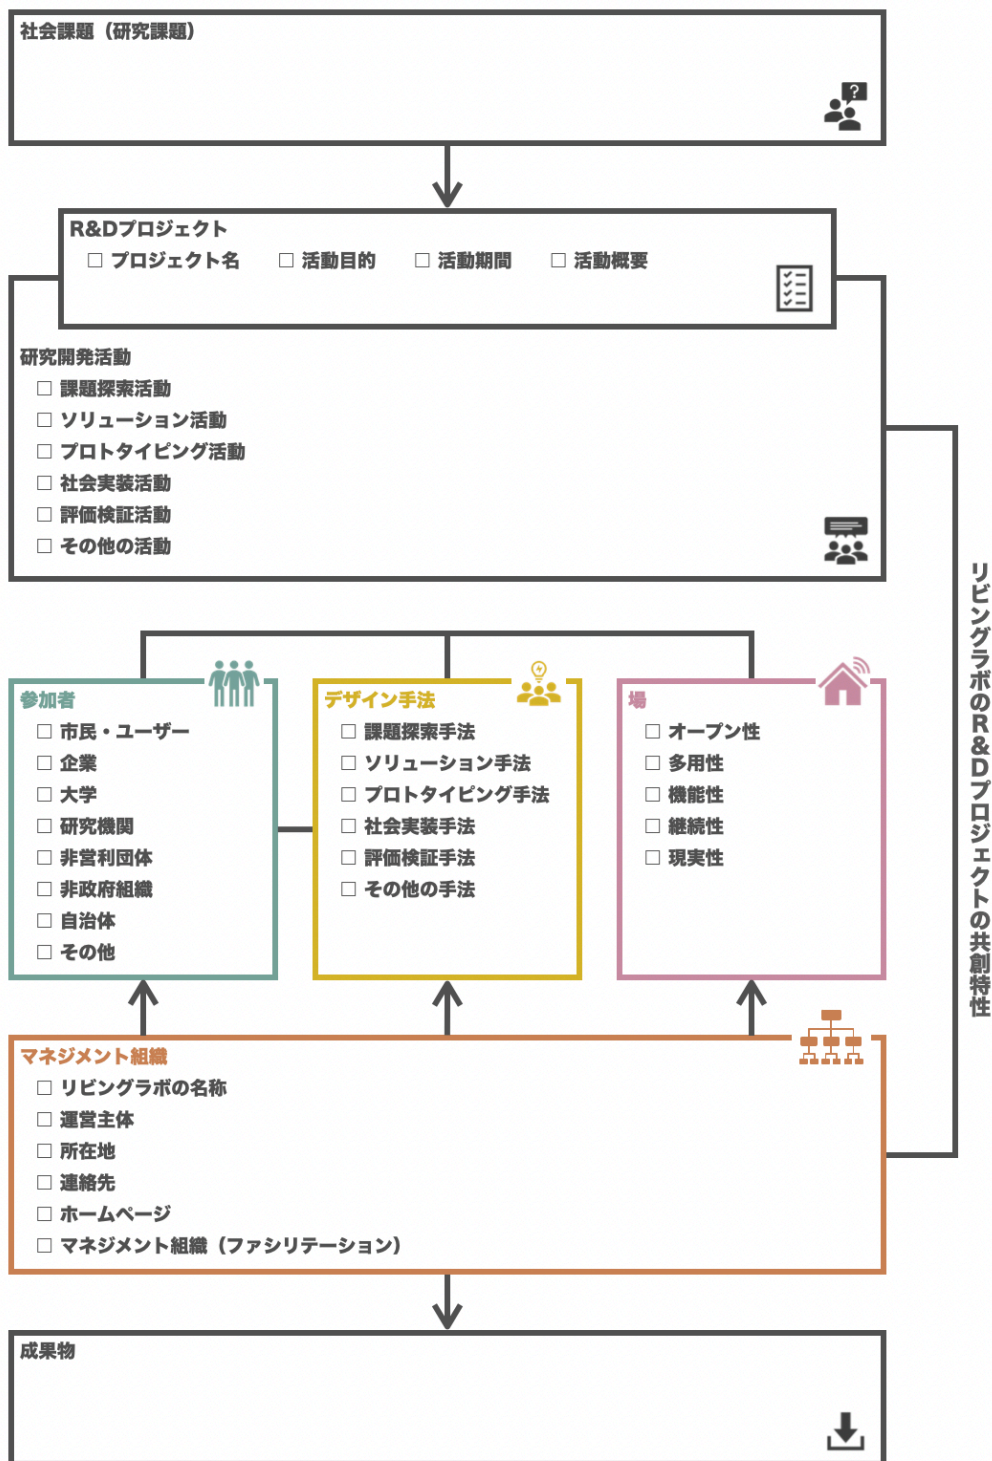 社会課題（研究課題）
?
R&Dプロジェクト
□ プロジェクト名 □ 活動目的 □ 活動期間 □ 活動概要
研究開発活動
□ 課題探索活動
□ ソリューション活動
□ プロトタイピング活動
□ 社会実装活動
□ 評価検証活動
□ その他の活動
参加者
□ 市民・ユーザー
□ 企業
□ 大学
□ 研究機関
□ 非営利団体
□ 非政府組織
□ 自治体
□ その他
デザイン手法
□ 課題探索手法
□ ソリューション手法
□ プロトタイピング手法
□ 社会実装手法
□ 評価検証手法
□ その他の手法
場
□ オープン性
□ 多用性
□ 機能性
□ 継続性
□ 現実性
マネジメント組織
□ リビングラボの名称
□ 運営主体
□ 所在地
□ 連絡先
□ ホームページ
□ マネジメント組織（ファシリテーション）
成果物
リビングラボのR&Dプロジェクトの共創特性